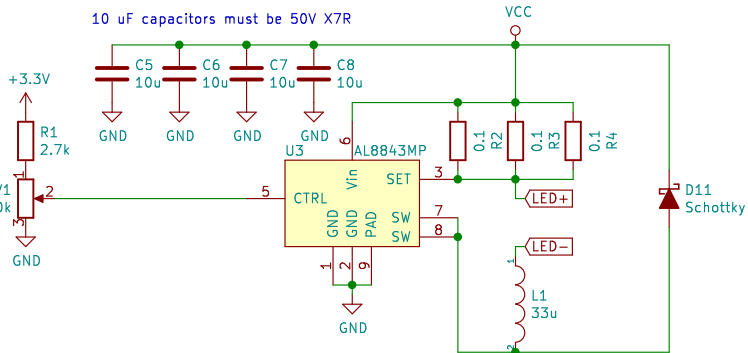 10 uF capacitors must be 50V X7R
VCC
+3.3V
C5
10u
C6
10u
C7
10u
C8
10u
GND
GND
GND
GND
R1
2.7k
1
2
3
GND
U3
AL8843MP
6
Vin
5
CTRL
SET
3
SW
7
SW
8
GND
GND
PAD
1
2
9
GND
0.1
R2
0.1
R3
0.1
R4
LED+
LED-
1
L1
33u
2
D11
Schottky